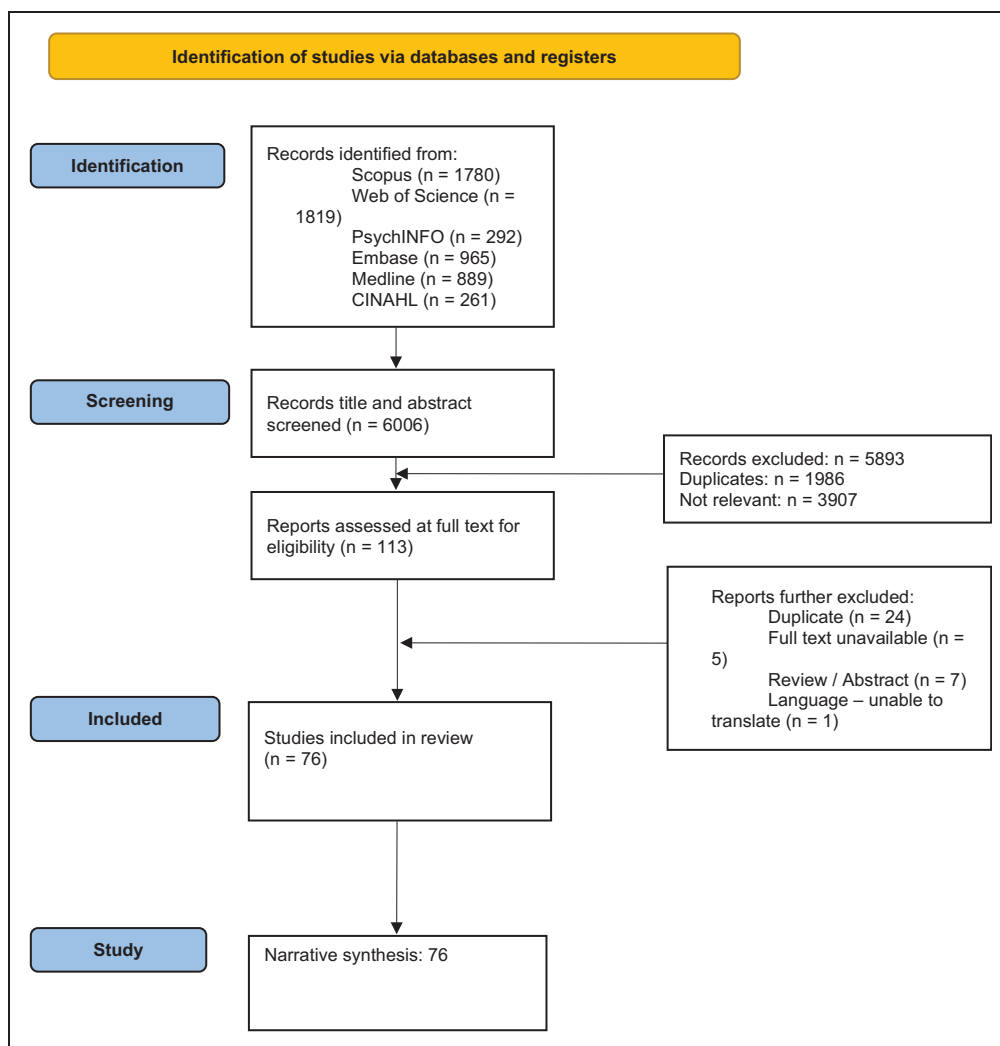 Identification of studies via databases and registers
Identification
Records identified from:
Scopus (n = 1780)
Web of Science (n =
1819)
PsychINFO (n = 292)
Embase (n = 965)
Medline (n = 889)
CINAHL (n = 261)
Screening
Records title and abstract
screened (n = 6006)
Records excluded: n = 5893
Duplicates: n = 1986
Not relevant: n = 3907
Reports assessed at full text for
eligibility (n = 113)
Reports further excluded:
Duplicate (n = 24)
Full text unavailable (n =
5)
Review / Abstract (n = 7)
Language – unable to
translate (n = 1)
Included
Studies included in review
(n = 76)
Study
Narrative synthesis: 76